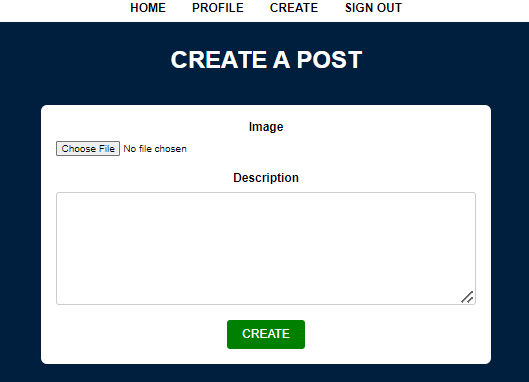 HOME PROFILE CREATE SIGN OUT
CREATE A POST
Image
Choose File No file chosen
Description
CREATE